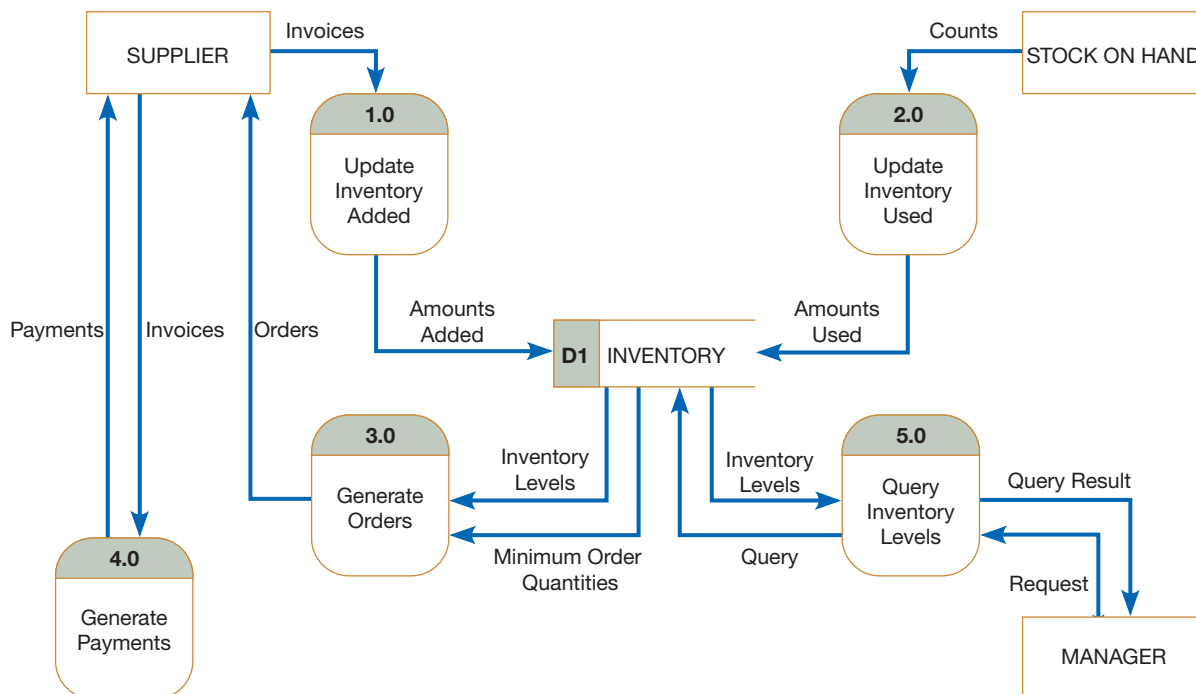 Invoices
SUPPLIER
Counts
STOCK ON HAND
1.0
Update
Inventory
Added
2.0
Update
Inventory
Used
Payments
Invoices
Orders
Amounts
Added
D1
INVENTORY
Amounts
Used
3.0
Generate
Orders
Inventory
Levels
Minimum Order
Quantities
Inventory
Levels
Query
5.0
Query
Inventory
Levels
Query Result
Request
4.0
Generate
Payments
MANAGER